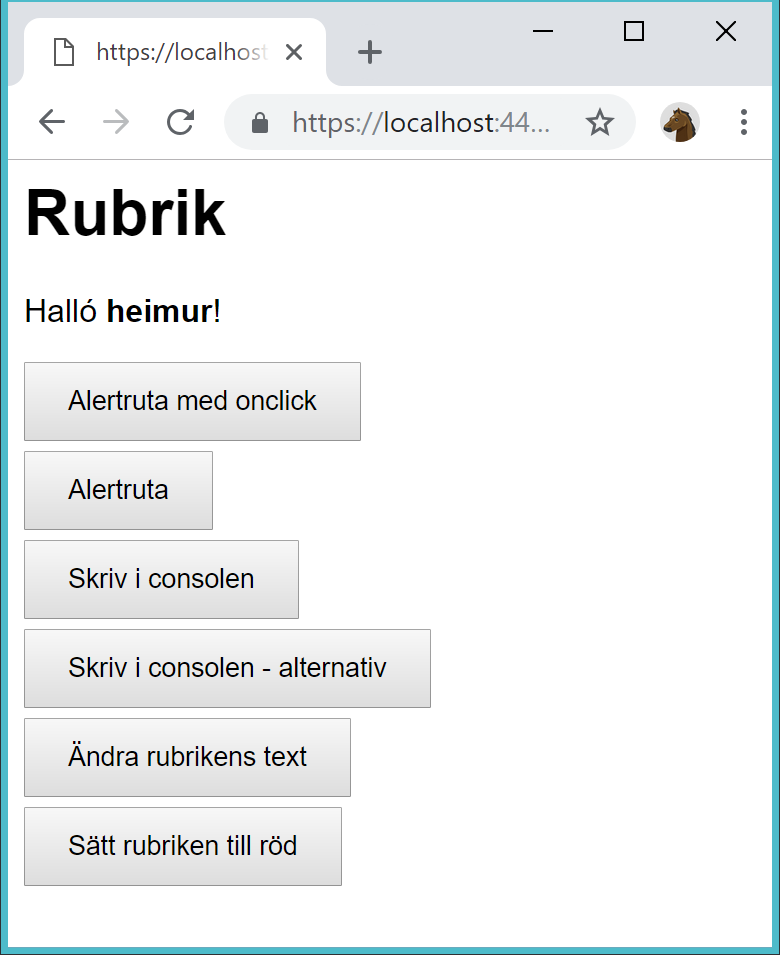 https://localhost
https://localhost:44...
Rubrik
Halló heimur!
Alertruta med onclick
Alertruta
Skriv i consolen
Skriv i consolen - alternativ
Ändra rubrikens text
Sätt rubriken till röd